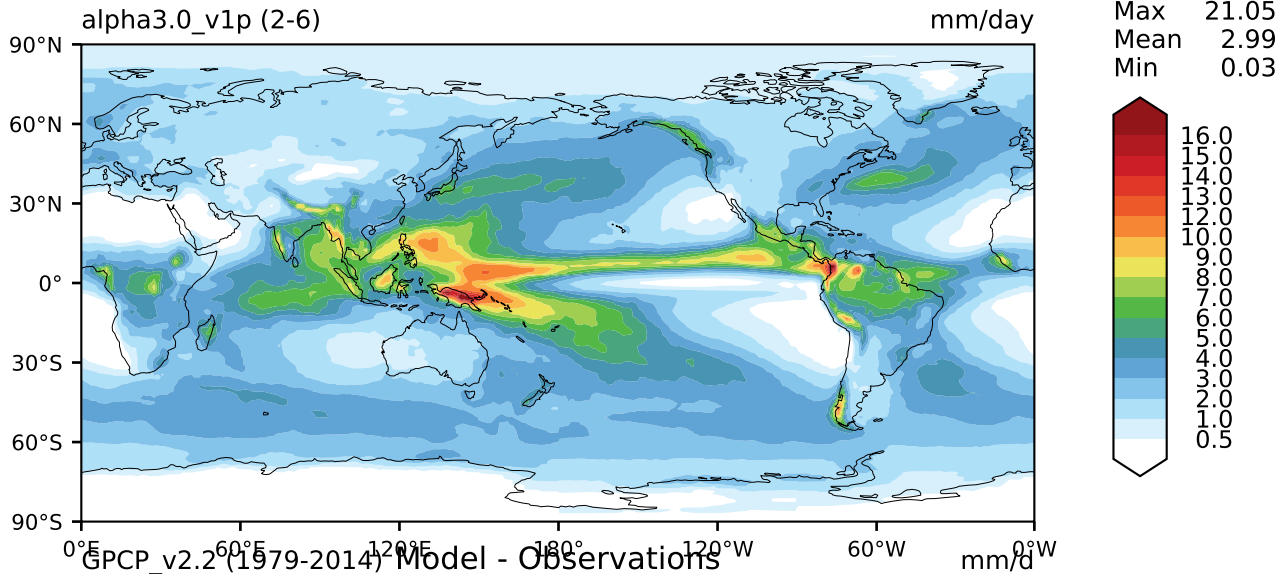 alpha3.0_v1p (2-6) mm/day
Max 21.05
Mean 2.99
Min 0.03
90°N
60°N
30°N
0°
30°S
60°S
90°S
16.0
15.0
14.0
13.0
12.0
10.0
9.0
8.0
7.0
6.0
5.0
4.0
3.0
2.0
1.0
0.5
0°E 60°E 120°E 180° 120°W 60°W 0°W
GPCP_v2.2 (1979-2014) Model - Observations mm/d